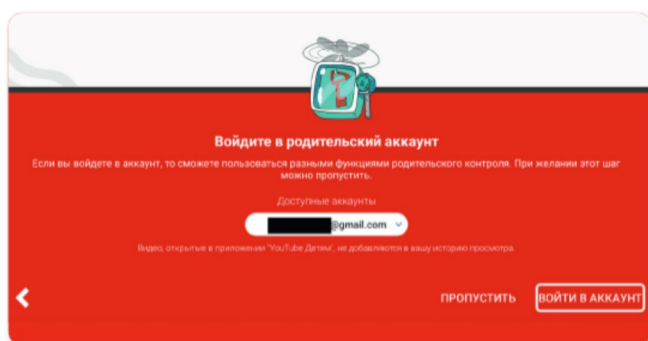 Войдите в родительский аккаунт
Если вы войдете в аккаунт, то сможете пользоваться разными функциями родительского контроля. При желании этот шаг
можно пропустить.
Доступные аккаунты
@gmail.com
Видео, открытые в приложении "YouTube Детям", не добавляются в вашу историю просмотра.
ПРОПУСТИТЬ ВОЙТИ В АККАУНТ